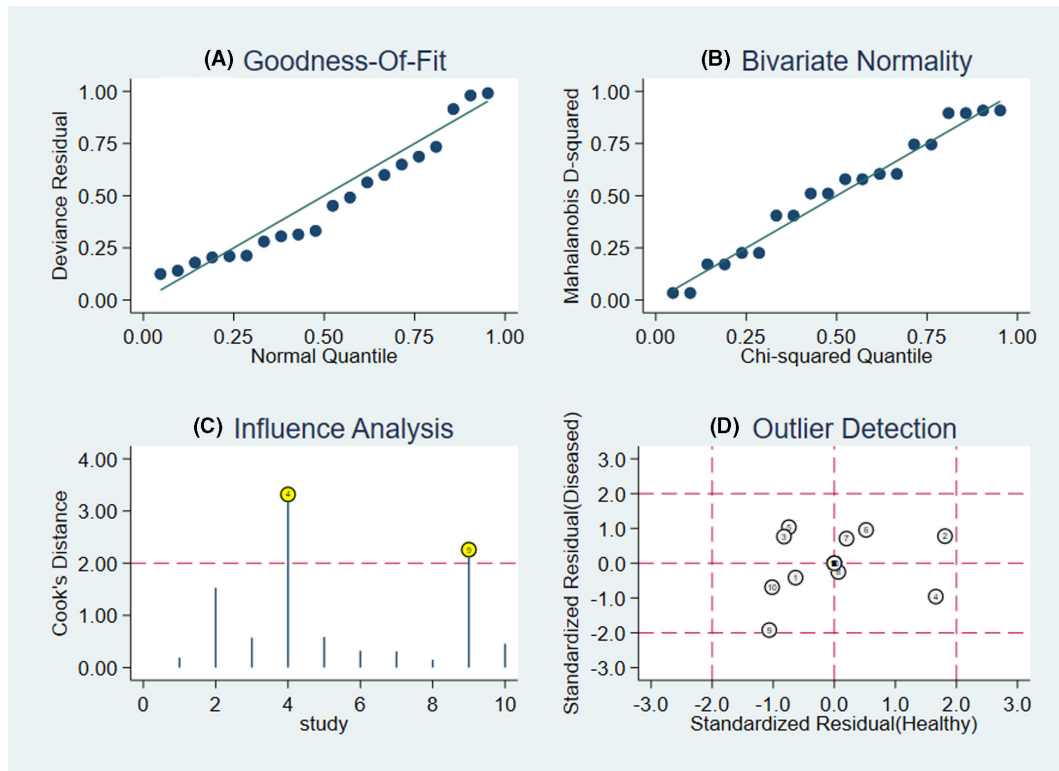 (A) Goodness-Of-Fit
Deviance Residual
1.00
0.75
0.50
0.25
0.00
0.00 0.25 0.50 0.75 1.00
Normal Quantile
(B) Bivariate Normality
Mahalanobis D-squared
1.00
0.75
0.50
0.25
0.00
0.00 0.25 0.50 0.75 1.00
Chi-squared Quantile
(C) Influence Analysis
Cook's Distance
4.00
3.00
2.00
1.00
0.00
4
9
0 2 4 6 8 10
study
(D) Outlier Detection
Standardized Residual(Diseased)
3.0
2.0
1.0
0.0
-1.0
-2.0
-3.0
5
3
7
6
2
8
1
10
4
9
-3.0 -2.0 -1.0 0.0 1.0 2.0 3.0
Standardized Residual(Healthy)